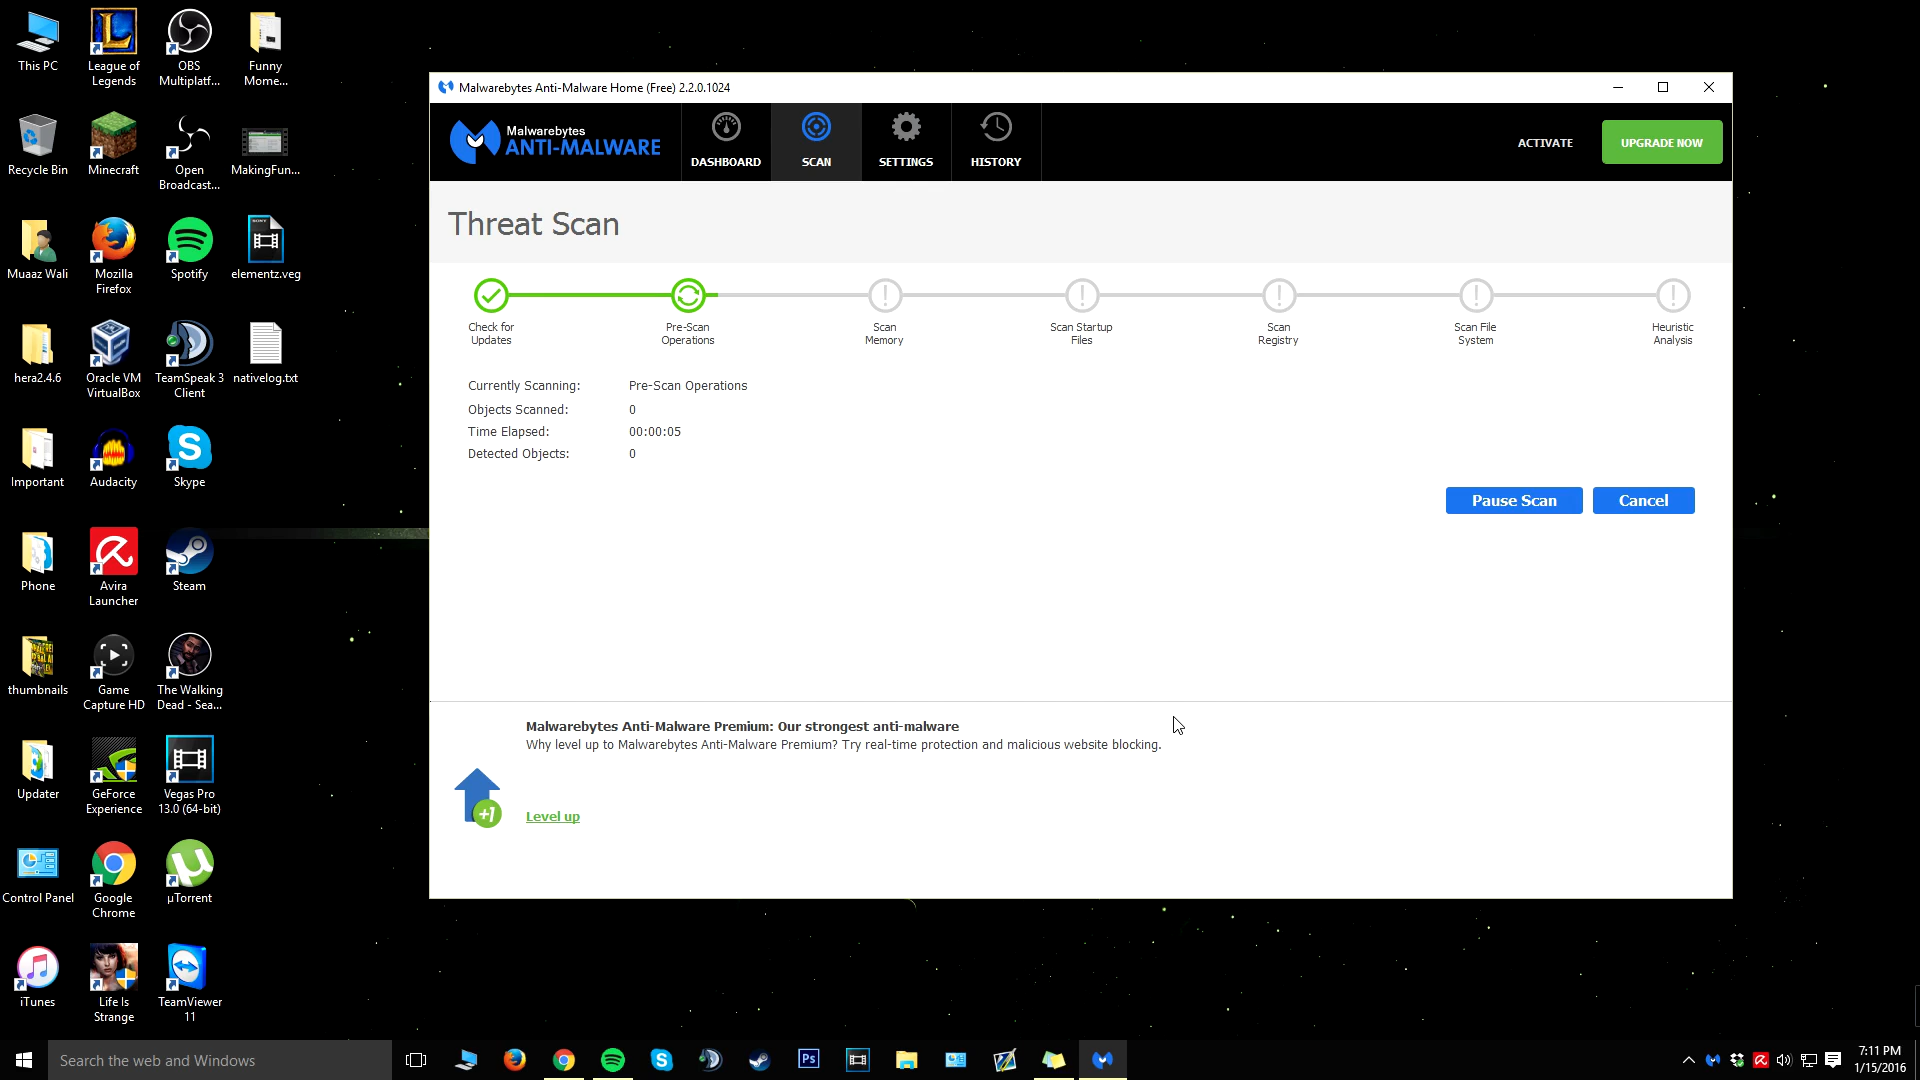 This PC
League of
Legends
OBS
Multiplatf...
Funny
Mome...
Recycle Bin
Minecraft
Open
Broadcast...
MakingFun...
Muaaz Wali
Mozilla
Firefox
Spotify
SONY
elementz.veg
hera2.4.6
Oracle VM
VirtualBox
TeamSpeak 3
Client
nativelog.txt
Important
Audacity
Skype
Phone
Avira
Launcher
Steam
thumbnails
Game
Capture HD
The Walking
Dead - Sea...
Updater
GeForce
Experience
Vegas Pro
13.0 (64-bit)
Control Panel
Google
Chrome
µTorrent
iTunes
Life Is
Strange
TeamViewer
11
Malwarebytes Anti-Malware Home (Free) 2.2.0.1024
Malwarebytes
ANTI-MALWARE
DASHBOARD
SCAN
SETTINGS
HISTORY
ACTIVATE
UPGRADE NOW
Threat Scan
Check for
Updates
Pre-Scan
Operations
Scan
Memory
Scan Startup
Files
Scan
Registry
Scan File
System
Heuristic
Analysis
Currently Scanning: Pre-Scan Operations
Objects Scanned: 0
Time Elapsed: 00:00:05
Detected Objects: 0
Pause Scan
Cancel
Malwarebytes Anti-Malware Premium: Our strongest anti-malware
Why level up to Malwarebytes Anti-Malware Premium? Try real-time protection and malicious website blocking.
+1
Level up
Search the web and Windows
Ps
7:11 PM
1/15/2016